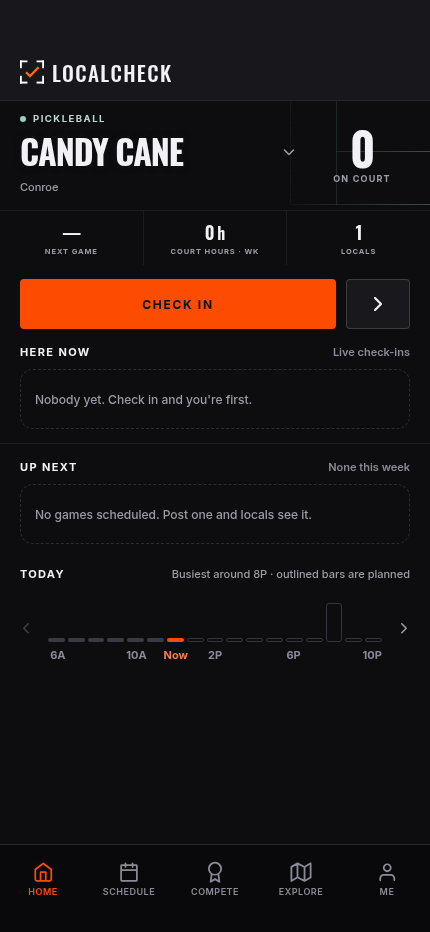 LOCALCHECK
PICKLEBALL
CANDY CANE
Conroe
0
ON COURT
—
NEXT GAME
0h
COURT HOURS · WK
1
LOCALS
CHECK IN
HERE NOW
Live check-ins
Nobody yet. Check in and you're first.
UP NEXT
None this week
No games scheduled. Post one and locals see it.
TODAY
Busiest around 8P · outlined bars are planned
6A 10A Now 2P 6P 10P
HOME SCHEDULE COMPETE EXPLORE ME